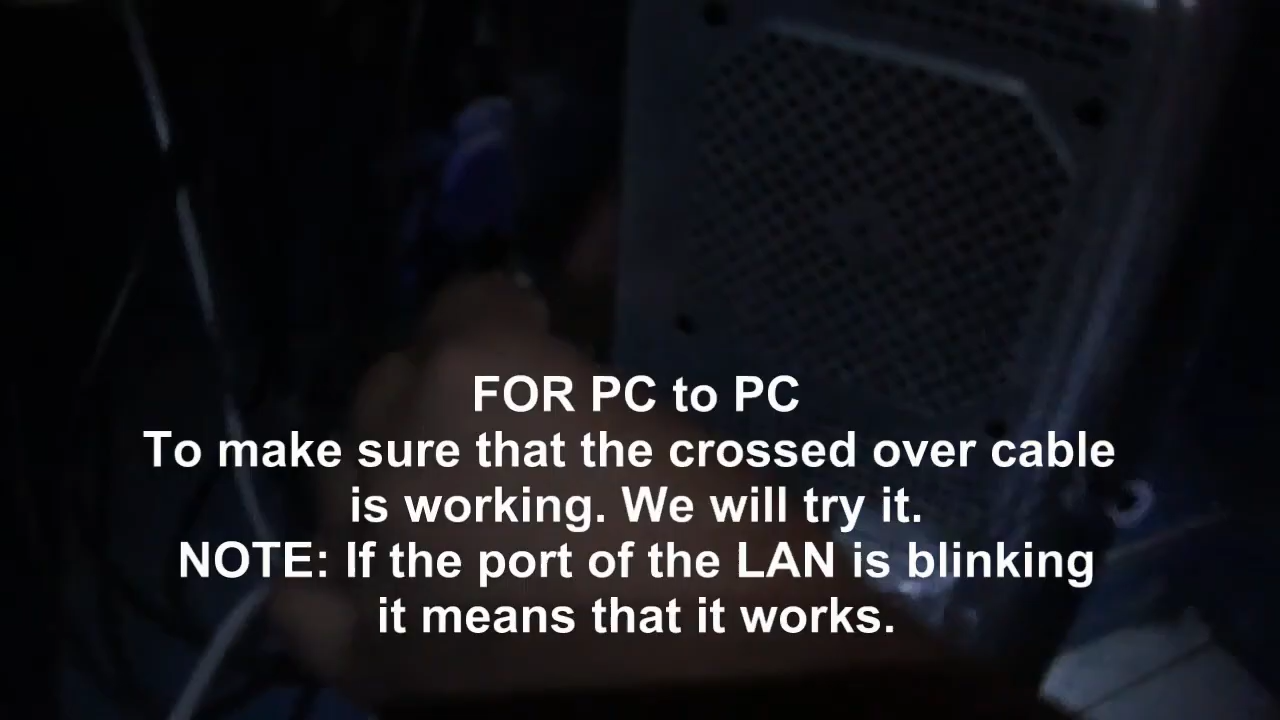 FOR PC to PC
To make sure that the crossed over cable
is working. We will try it.
NOTE: If the port of the LAN is blinking
it means that it works.